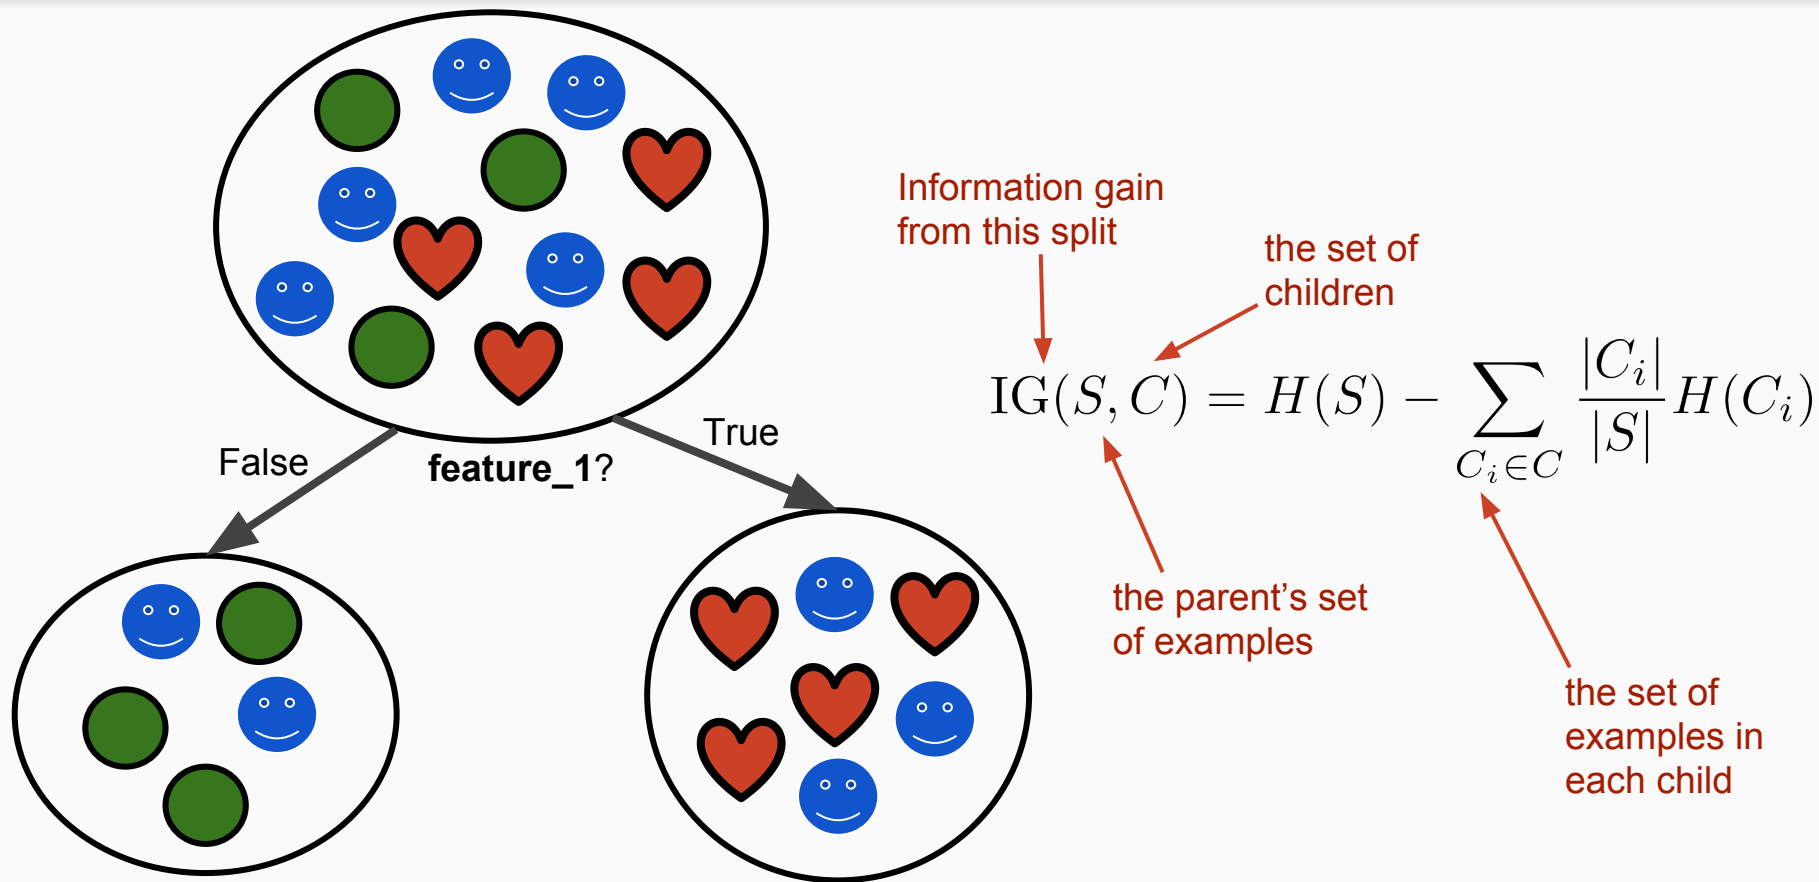 Information gain
from this split
the set of
children
IG(S, C) = H(S) − ∑ |C_i| / |S| H(C_i)
C_i ∈ C
False
feature_1?
True
the parent’s set
of examples
the set of
examples in
each child